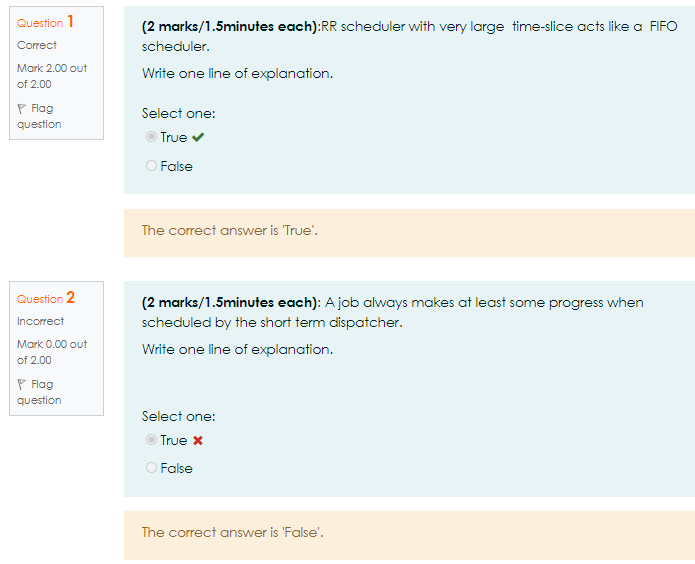 Question 1
Correct
Mark 2.00 out
of 2.00
Flag
question
(2 marks/1.5minutes each):RR scheduler with very large time-slice acts like a FIFO
scheduler.
Write one line of explanation.
Select one:
True
False
The correct answer is 'True'.
Question 2
Incorrect
Mark 0.00 out
of 2.00
Flag
question
(2 marks/1.5minutes each): A job always makes at least some progress when
scheduled by the short term dispatcher.
Write one line of explanation.
Select one:
True
False
The correct answer is 'False'.